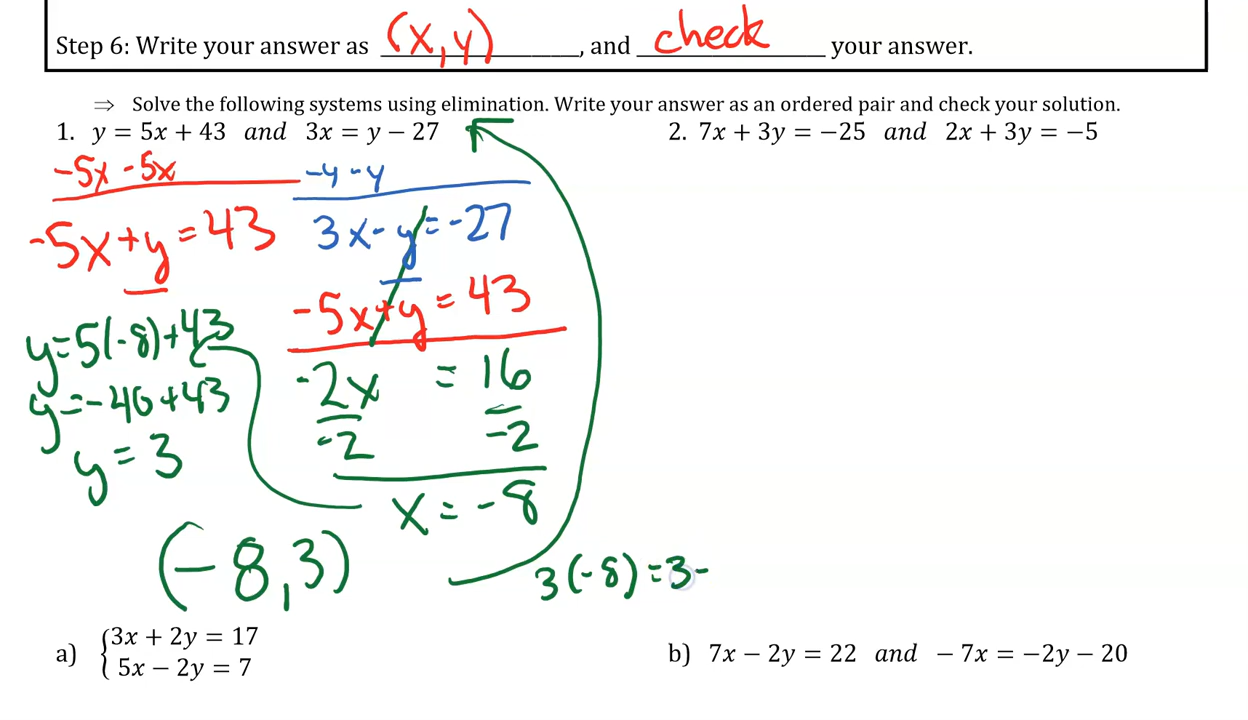 Step 6: Write your answer as (x,y), and check your answer.
⇒ Solve the following systems using elimination. Write your answer as an ordered pair and check your solution.
1. y = 5x + 43 and 3x = y − 27
-5x -5x
-y -y
-5x+y=43
3x-y=-27
-5x+y=43
-2x = 16
-2 -2
x = -8
y=5(-8)+43
y=-40+43
y=3
(-8,3)
3(-8)=3-
2. 7x + 3y = −25 and 2x + 3y = −5
a) {3x + 2y = 17
5x − 2y = 7
b) 7x − 2y = 22 and − 7x = −2y − 20